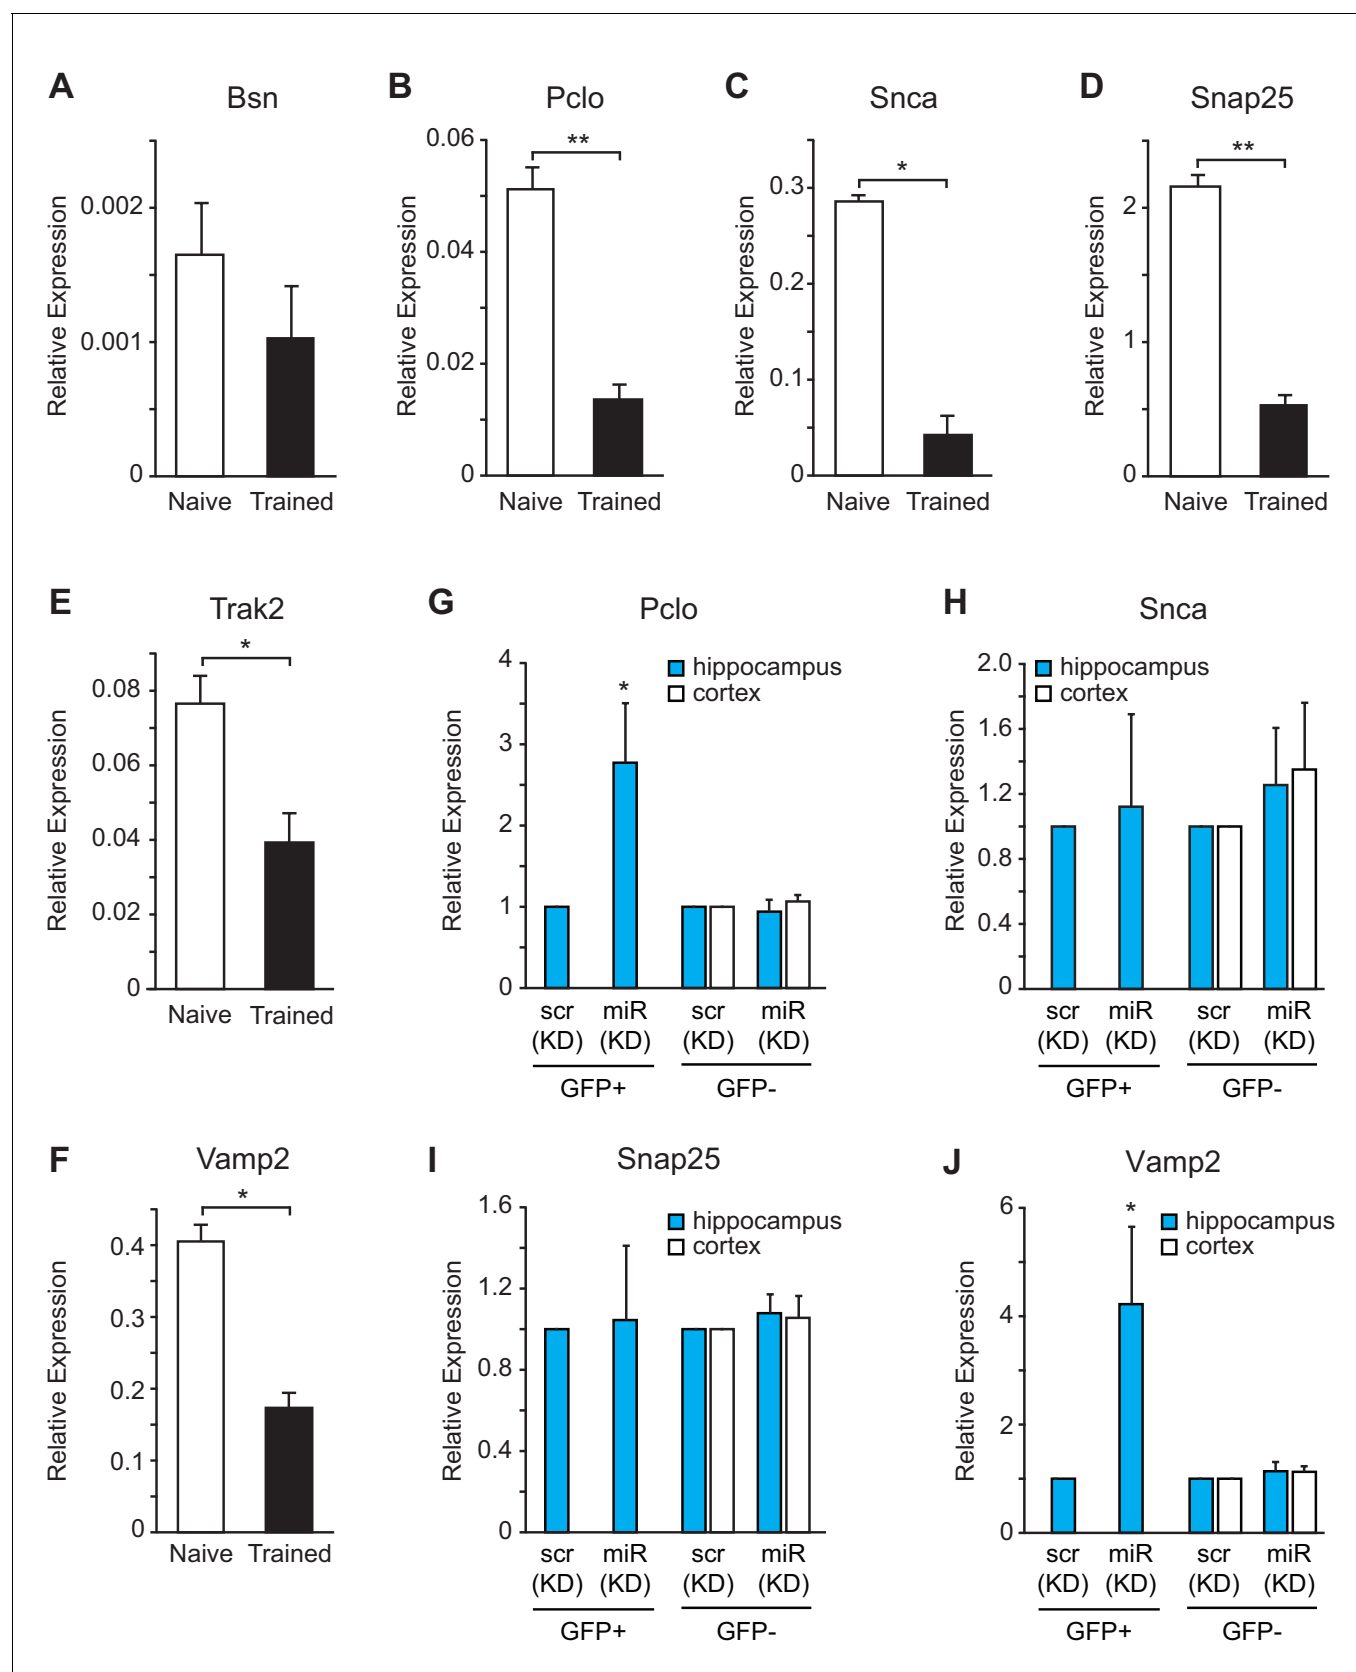 A
Bsn
Relative Expression
0.002
0.001
0
Naive
Trained
B
Pclo
Relative Expression
0.06
0.04
0.02
0
**
Naive
Trained
C
Snca
Relative Expression
0.3
0.2
0.1
0
*
Naive
Trained
D
Snap25
Relative Expression
2
1
0
**
Naive
Trained
E
Trak2
Relative Expression
0.08
0.06
0.04
0.02
0
*
Naive
Trained
G
Pclo
Relative Expression
4
3
2
1
0
hippocampus
cortex
*
scr
(KD)
miR
(KD)
scr
(KD)
miR
(KD)
GFP+
GFP-
H
Snca
Relative Expression
2.0
1.6
1.2
0.8
0.4
0
hippocampus
cortex
scr
(KD)
miR
(KD)
scr
(KD)
miR
(KD)
GFP+
GFP-
F
Vamp2
Relative Expression
0.4
0.3
0.2
0.1
0
*
Naive
Trained
I
Snap25
Relative Expression
1.6
1.2
0.8
0.4
0
hippocampus
cortex
scr
(KD)
miR
(KD)
scr
(KD)
miR
(KD)
GFP+
GFP-
J
Vamp2
Relative Expression
6
4
2
0
hippocampus
cortex
*
scr
(KD)
miR
(KD)
scr
(KD)
miR
(KD)
GFP+
GFP-